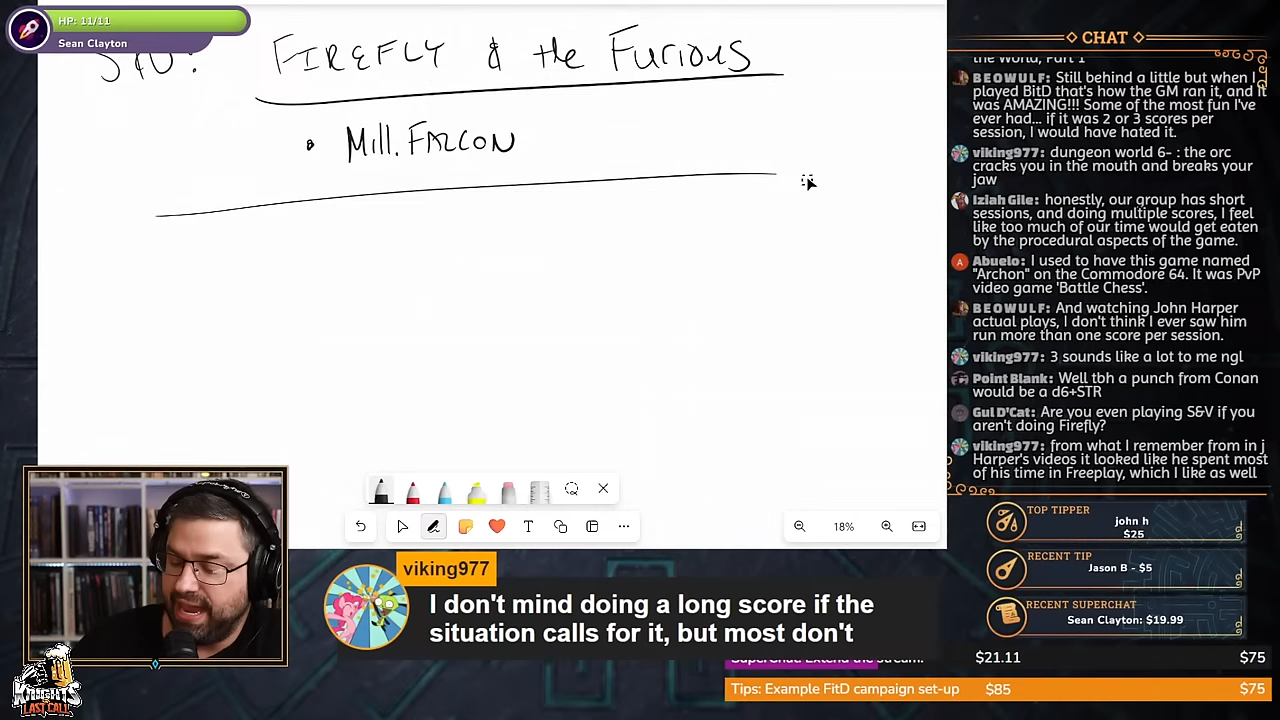 HP: 11/11
Sean Clayton
S&V: FIREFLY & the Furious
• Mill. FALCON
18%
CHAT
the World, Part 1
BEOWULF: Still behind a little but when I
played BitD that's how the GM ran it, and it
was AMAZING!!! Some of the most fun I've
ever had... if it was 2 or 3 scores per
session, I would have hated it.
viking977: dungeon world 6- : the orc
cracks you in the mouth and breaks your
jaw
Iziah Gile: honestly, our group has short
sessions, and doing multiple scores, I feel
like too much of our time would get eaten
by the procedural aspects of the game.
Abuelo: I used to have this game named
"Archon" on the Commodore 64. It was PvP
video game 'Battle Chess'.
BEOWULF: And watching John Harper
actual plays, I don't think I ever saw him
run more than one score per session.
viking977: 3 sounds like a lot to me ngl
Point Blank: Well tbh a punch from Conan
would be a d6+STR
Gul D'Cat: Are you even playing S&V if you
aren't doing Firefly?
viking977: from what I remember from in j
Harper's videos it looked like he spent most
of his time in Freeplay, which I like as well
TOP TIPPER
john h
$25
RECENT TIP
Jason B - $5
RECENT SUPERCHAT
Sean Clayton: $19.99
viking977
I don't mind doing a long score if the
situation calls for it, but most don't
SuperChat: Extend the stream! $21.11 $75
Tips: Example FitD campaign set-up $85 $75
KNIGHTS
OF
LAST CALL